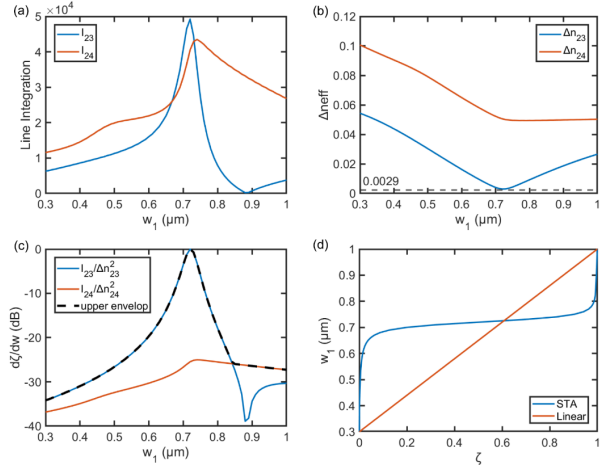 (a)
×10⁴
5
4
3
2
1
0
Line Integration
I₂₃
I₂₄
0.3 0.4 0.5 0.6 0.7 0.8 0.9 1
w₁ (μm)
(b)
0.12
0.1
0.08
0.06
0.04
0.02
0
Δneff
Δn₂₃
Δn₂₄
0.0029
0.3 0.4 0.5 0.6 0.7 0.8 0.9 1
w₁ (μm)
(c)
0
-10
-20
-30
-40
dζ/dw (dB)
I₂₃/Δn²₂₃
I₂₄/Δn²₂₄
upper envelop
0.3 0.4 0.5 0.6 0.7 0.8 0.9 1
w₁ (μm)
(d)
1
0.9
0.8
0.7
0.6
0.5
0.4
0.3
w₁ (μm)
STA
Linear
0 0.2 0.4 0.6 0.8 1
ζ